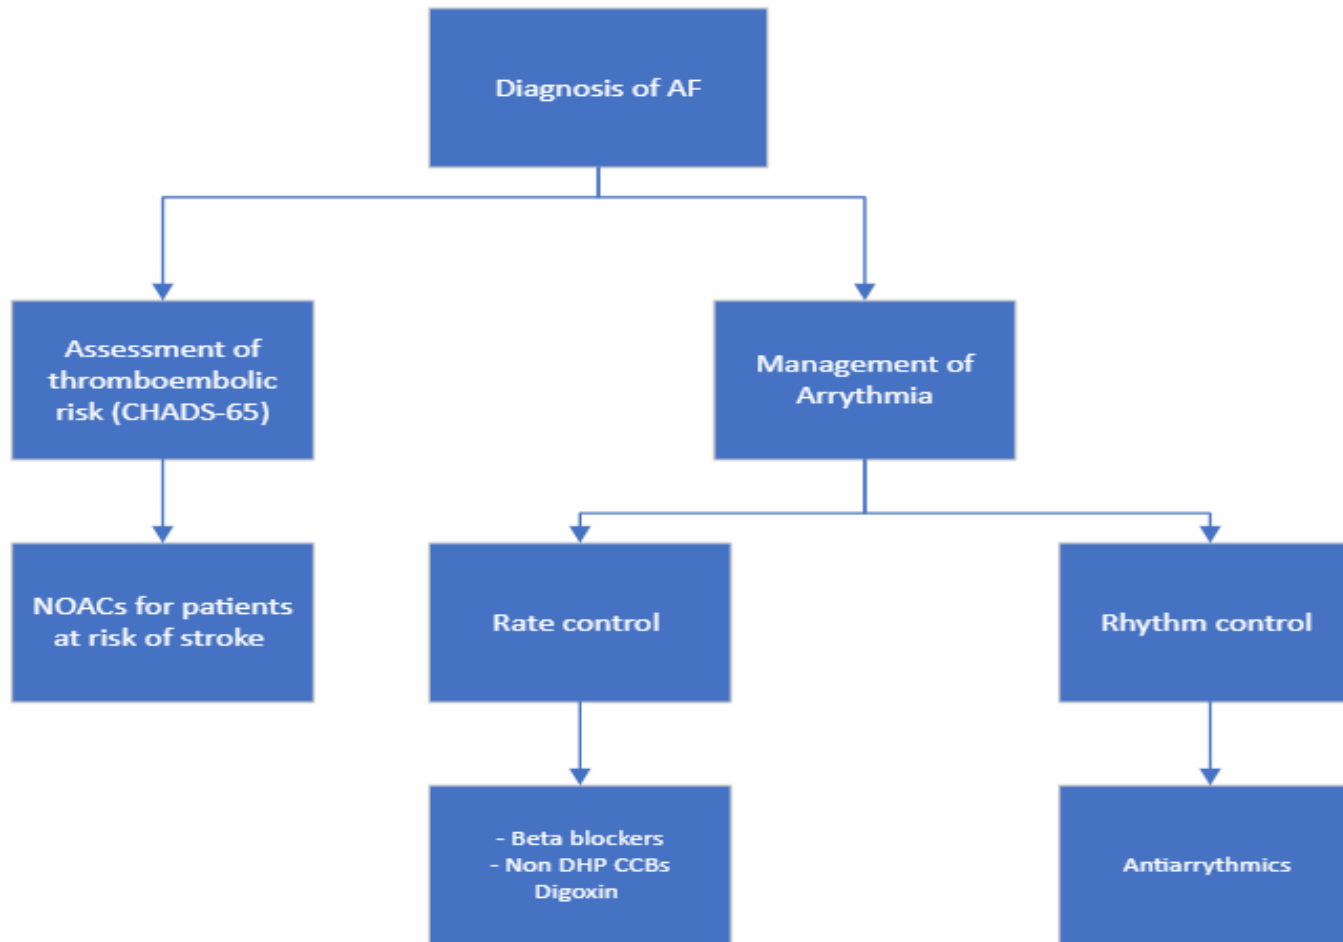 Diagnosis of AF
Assessment of
thromboembolic
risk (CHADS-65)
Management of
Arrythmia
NOACs for patients
at risk of stroke
Rate control
Rhythm control
- Beta blockers
- Non DHP CCBs
Digoxin
Antiarrythmics